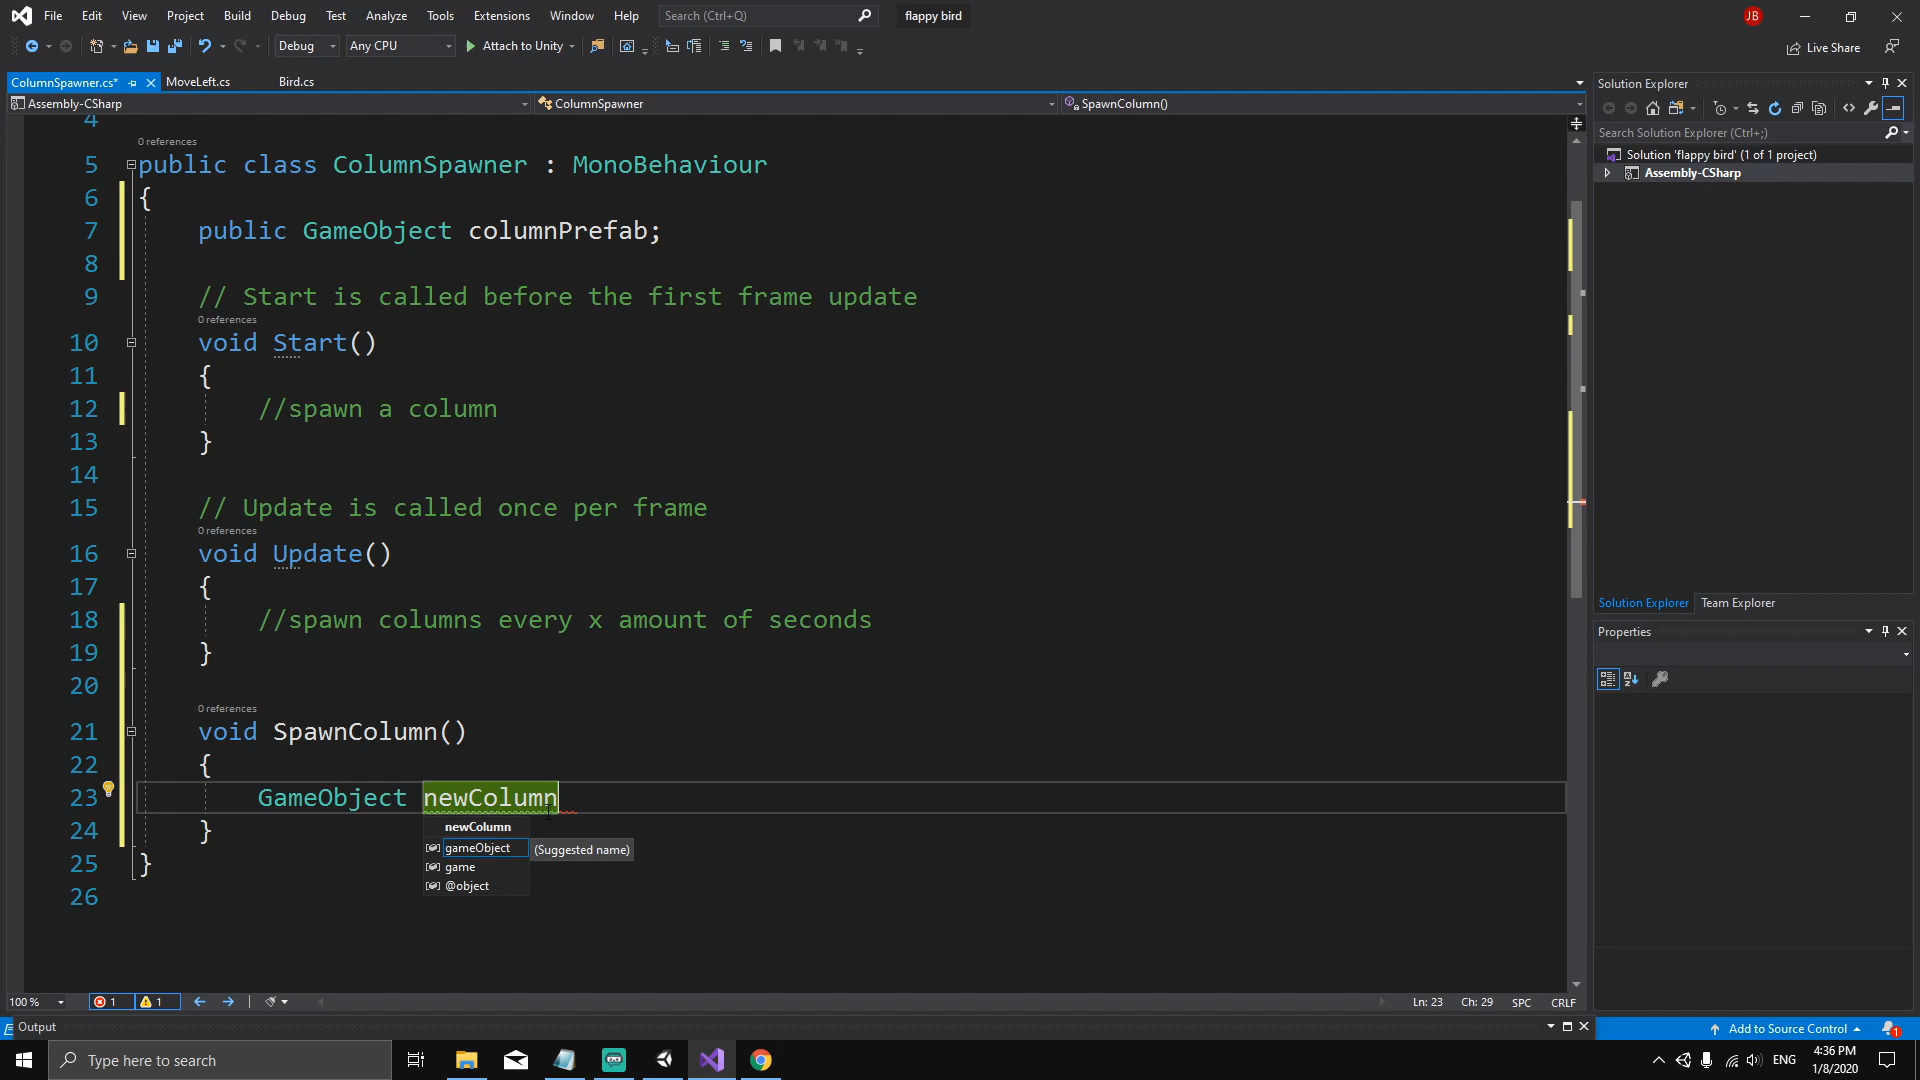 File Edit View Project Build Debug Test Analyze Tools Extensions Window Help Search (Ctrl+Q) flappy bird JB
Debug Any CPU Attach to Unity Live Share
ColumnSpawner.cs* MoveLeft.cs Bird.cs
Assembly-CSharp ColumnSpawner SpawnColumn()
4
0 references
5 public class ColumnSpawner : MonoBehaviour
6 {
7 public GameObject columnPrefab;
8
9 // Start is called before the first frame update
0 references
10 void Start()
11 {
12 //spawn a column
13 }
14
15 // Update is called once per frame
0 references
16 void Update()
17 {
18 //spawn columns every x amount of seconds
19 }
20
0 references
21 void SpawnColumn()
22 {
23 GameObject newColumn
newColumn
24 }
gameObject (Suggested name)
25 }
game
@object
26
100 % 1 1 Ln: 23 Ch: 29 SPC CRLF
Output
Solution Explorer
Search Solution Explorer (Ctrl+;)
Solution 'flappy bird' (1 of 1 project)
Assembly-CSharp
Solution Explorer Team Explorer
Properties
Add to Source Control 1
Type here to search
ENG 4:36 PM
1/8/2020